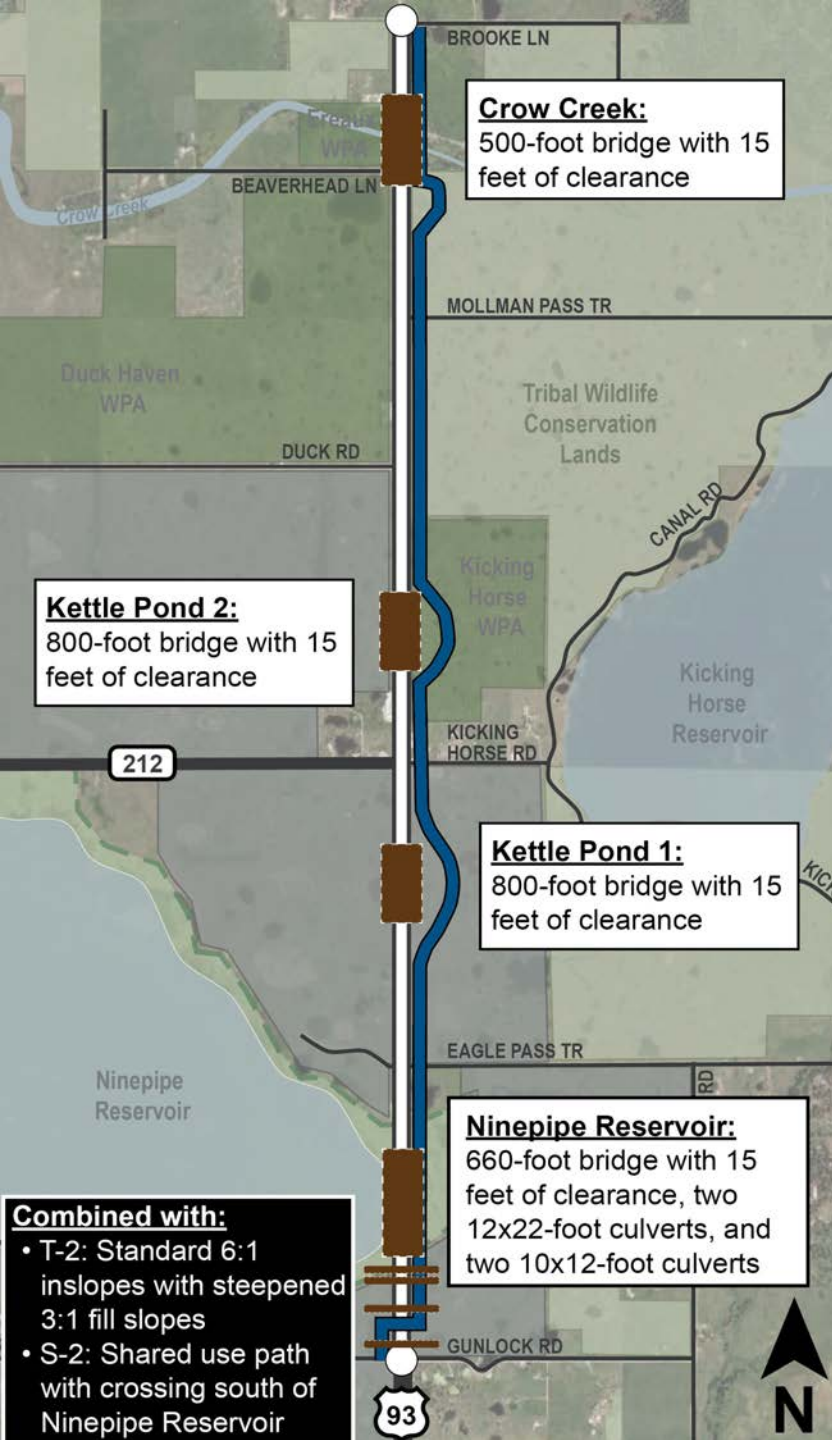 BROOKE LN
Crow Creek:
500-foot bridge with 15
feet of clearance
Ereaux
WPA
BEAVERHEAD LN
Crow Creek
MOLLMAN PASS TR
Duck Haven
WPA
Tribal Wildlife
Conservation
Lands
DUCK RD
CANAL RD
Kicking
Horse
WPA
Kettle Pond 2:
800-foot bridge with 15
feet of clearance
Kicking
Horse
Reservoir
KICKING
HORSE RD
212
Kettle Pond 1:
800-foot bridge with 15
feet of clearance
KIC
EAGLE PASS TR
RD
Ninepipe
Reservoir
Ninepipe Reservoir:
660-foot bridge with 15
feet of clearance, two
12x22-foot culverts, and
two 10x12-foot culverts
Combined with:
• T-2: Standard 6:1
inslopes with steepened
3:1 fill slopes
• S-2: Shared use path
with crossing south of
Ninepipe Reservoir
GUNLOCK RD
93
N